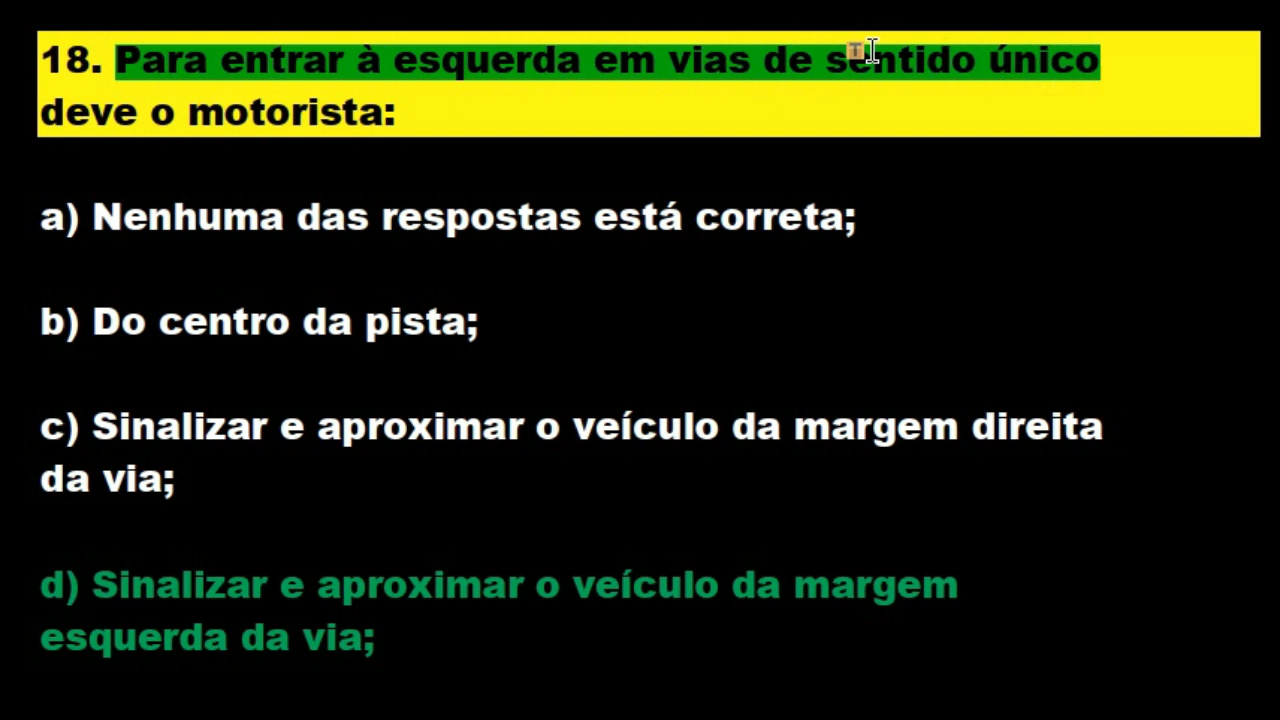 18. Para entrar à esquerda em vias de sentido único
deve o motorista:
a) Nenhuma das respostas está correta;
b) Do centro da pista;
c) Sinalizar e aproximar o veículo da margem direita
da via;
d) Sinalizar e aproximar o veículo da margem
esquerda da via;